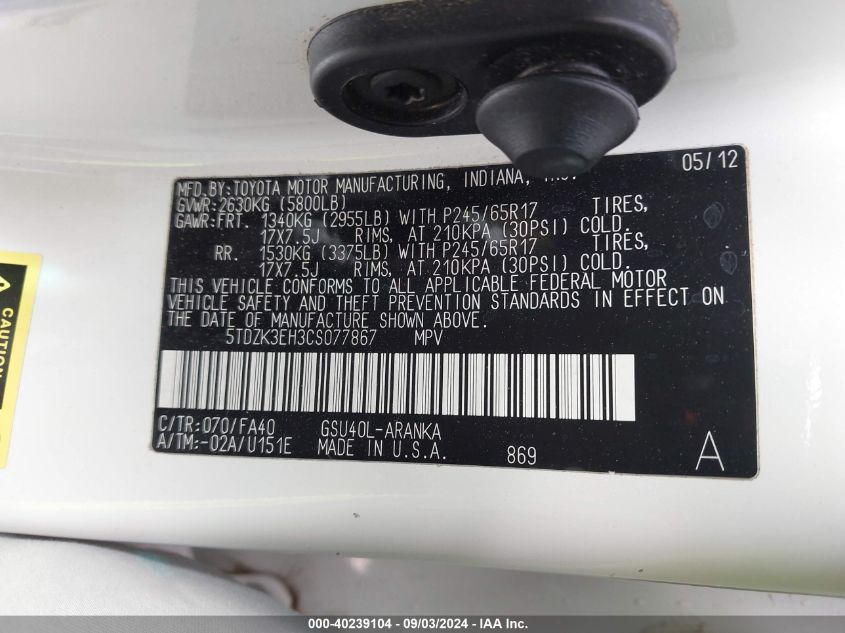 05/12
MFD.BY:TOYOTA MOTOR MANUFACTURING, INDIANA,
GVWR:2630KG (5800LB)
GAWR:FRT. 1340KG (2955LB) WITH P245/65R17 TIRES,
17X7.5J RIMS, AT 210KPA (30PSI) COLD.
RR. 1530KG (3375LB) WITH P245/65R17 TIRES,
17X7.5J RIMS, AT 210KPA (30PSI) COLD.
THIS VEHICLE CONFORMS TO ALL APPLICABLE FEDERAL MOTOR
VEHICLE SAFETY AND THEFT PREVENTION STANDARDS IN EFFECT ON
THE DATE OF MANUFACTURE SHOWN ABOVE.
5TDZK3EH3CS077867 MPV
C/TR:070/FA40 GSU40L-ARANKA
A/TM:-02A/U151E MADE IN U.S.A. 869 A
CAUTION
000-40239104 - 09/03/2024 - IAA Inc.